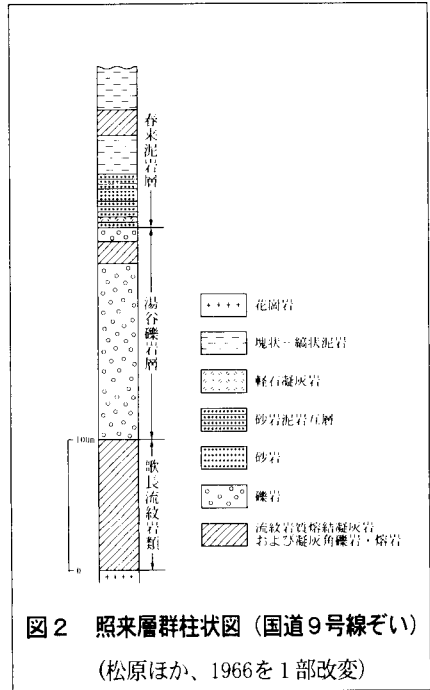 春来泥岩層
湯谷礫岩層
歌長流紋岩類
10m
0
花崗岩
塊状－縞状泥岩
軽石凝灰岩
砂岩泥岩互層
砂岩
礫岩
流紋岩質熔結凝灰岩
および凝灰角礫岩・熔岩
図2 照来層群柱状図（国道9号線ぞい）
（松原ほか、1966を1部改変）